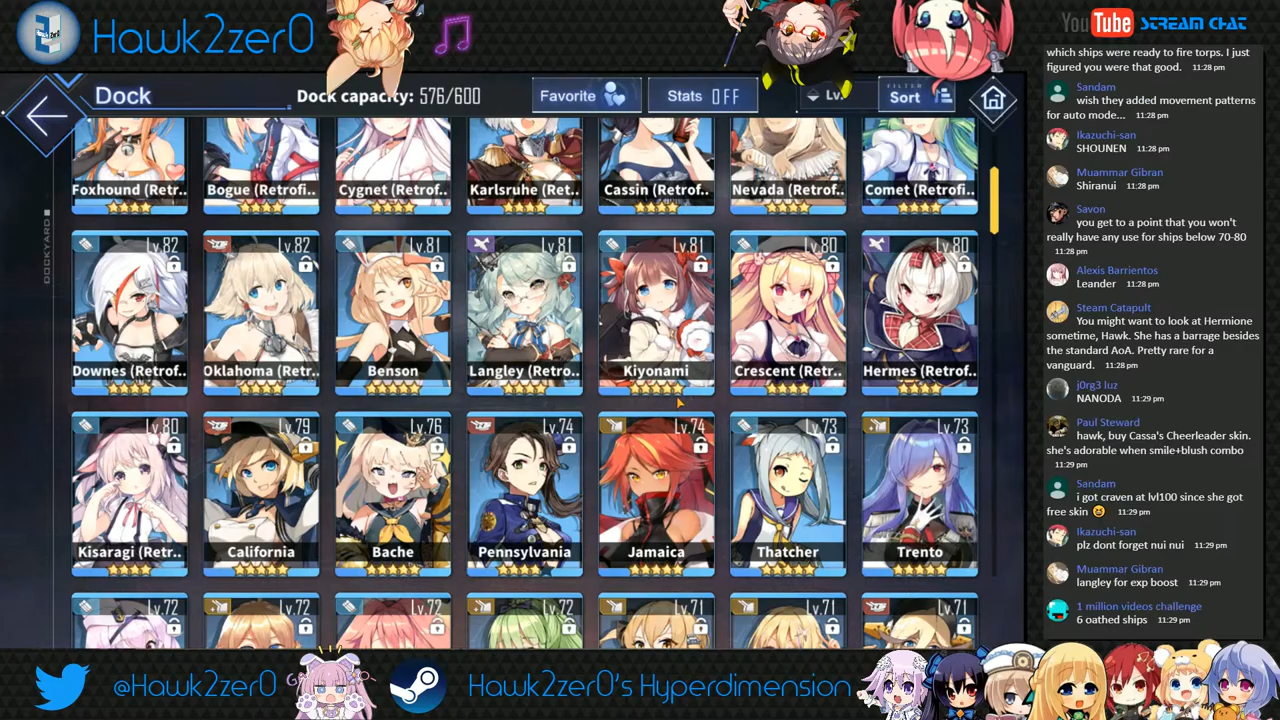 Hawk2zer0
You Tube STREAM CHAT
Dock
Dock capacity: 576/600
Favorite
Stats OFF
Lv.
FILTER
Sort
DOCKYARD
Foxhound (Retr..
Bogue (Retrofi..
Cygnet (Retrof..
Karlsruhe (Ret..
Cassin (Retrof..
Nevada (Retrof..
Comet (Retrofi..
Lv.82
Lv.82
Lv.81
Lv.81
Lv.81
Lv.80
Lv.80
Downes (Retrof..
Oklahoma (Retr..
Benson
Langley (Retro..
Kiyonami
Crescent (Retr..
Hermes (Retrof..
Lv.80
Lv.79
Lv.76
Lv.74
Lv.74
Lv.73
Lv.73
Kisaragi (Retr..
California
Bache
Pennsylvania
Jamaica
Thatcher
Trento
Lv.72
Lv.72
Lv.72
Lv.72
Lv.71
Lv.71
Lv.71
which ships were ready to fire torps. I just
figured you were that good. 11:28 pm
Sandam
wish they added movement patterns
for auto mode... 11:28 pm
Ikazuchi-san
SHOUNEN 11:28 pm
Muammar Gibran
Shiranui 11:28 pm
Savon
you get to a point that you won't
really have any use for ships below 70-80
11:28 pm
Alexis Barrientos
Leander 11:28 pm
Steam Catapult
You might want to look at Hermione
sometime, Hawk. She has a barrage besides
the standard AoA. Pretty rare for a
vanguard. 11:28 pm
j0rg3 luz
NANODA 11:29 pm
Paul Steward
hawk, buy Cassa's Cheerleader skin.
she's adorable when smile+blush combo
11:29 pm
Sandam
i got craven at lvl100 since she got
free skin 11:29 pm
Ikazuchi-san
plz dont forget nui nui 11:29 pm
Muammar Gibran
langley for exp boost 11:29 pm
1 million videos challenge
6 oathed ships 11:29 pm
@Hawk2zer0
Hawk2zer0's Hyperdimension